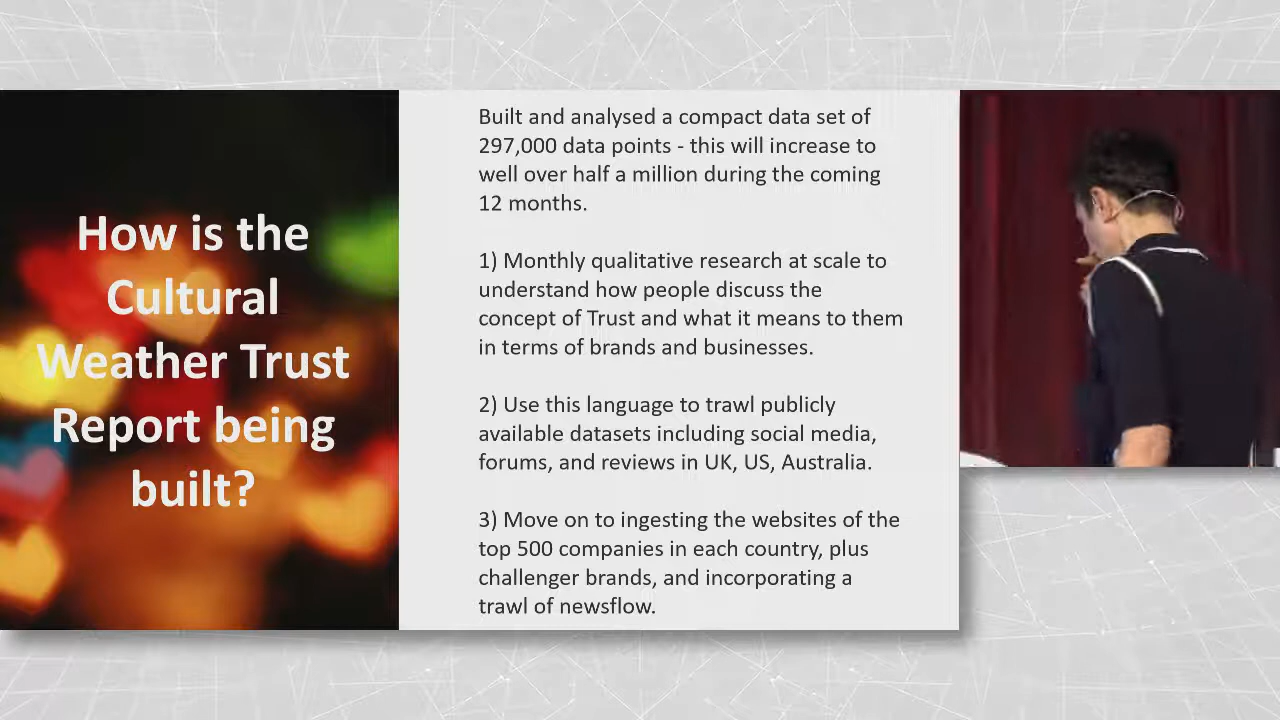 How is the
Cultural
Weather Trust
Report being
built?
Built and analysed a compact data set of
297,000 data points - this will increase to
well over half a million during the coming
12 months.
1) Monthly qualitative research at scale to
understand how people discuss the
concept of Trust and what it means to them
in terms of brands and businesses.
2) Use this language to trawl publicly
available datasets including social media,
forums, and reviews in UK, US, Australia.
3) Move on to ingesting the websites of the
top 500 companies in each country, plus
challenger brands, and incorporating a
trawl of newsflow.